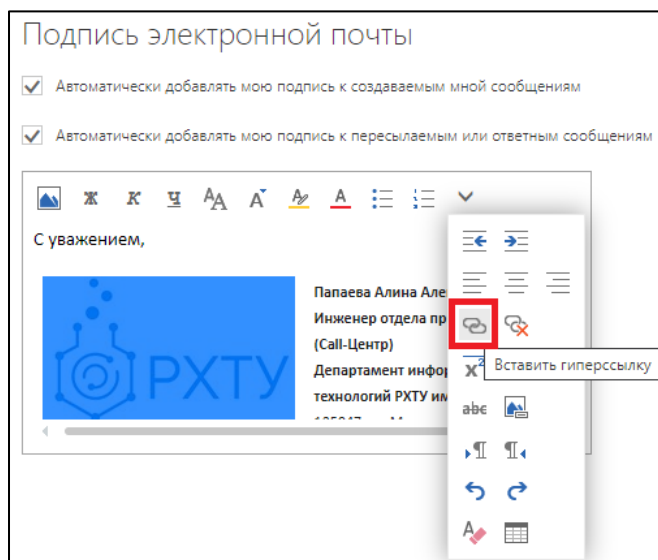 Подпись электронной почты
Автоматически добавлять мою подпись к создаваемым мной сообщениям
Автоматически добавлять мою подпись к пересылаемым или ответным сообщениям
Ж К Ч
С уважением,
РХТУ
Папаева Алина Але
Инженер отдела пр
(Call-Центр)
Департамент инфор
технологий РХТУ им
Вставить гиперссылку
abc